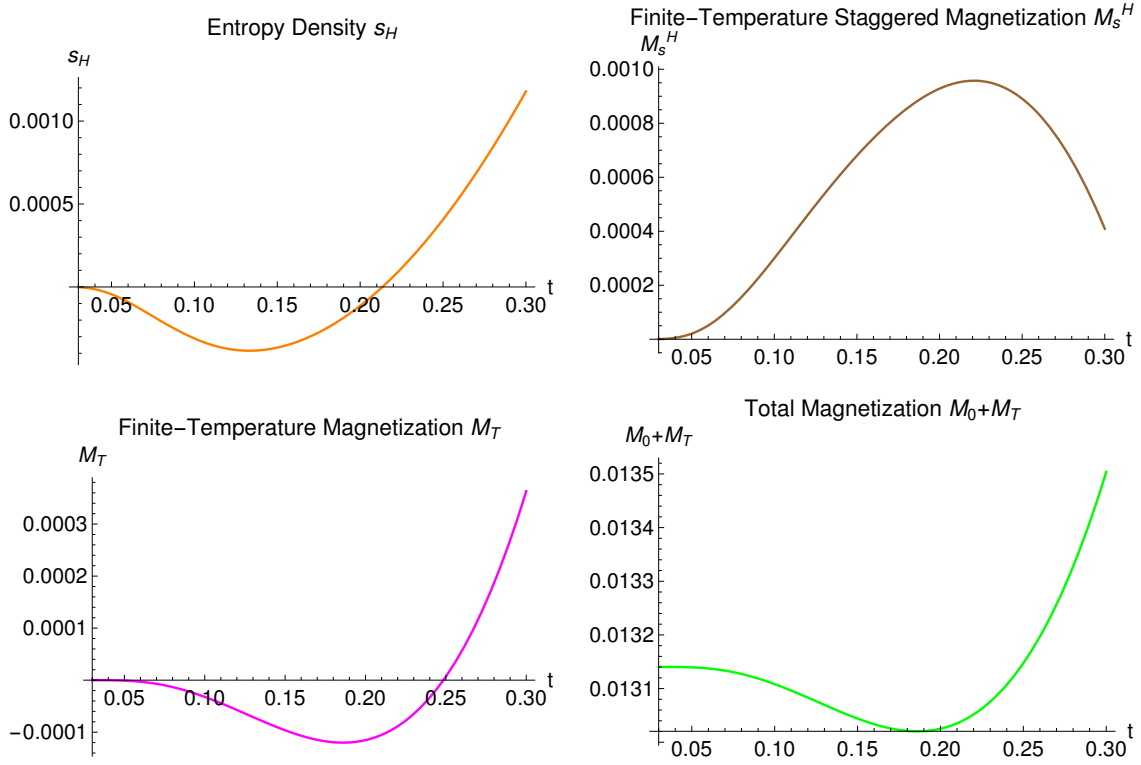 Entropy Density s_H
s_H
0.0010
0.0005
0.05 0.10 0.15 0.20 0.25 0.30 t
Finite−Temperature Staggered Magnetization M_s^H
M_s^H
0.0010
0.0008
0.0006
0.0004
0.0002
0.05 0.10 0.15 0.20 0.25 0.30 t
Finite−Temperature Magnetization M_T
M_T
0.0003
0.0002
0.0001
0.05 0.10 0.15 0.20 0.25 0.30 t
−0.0001
Total Magnetization M_0+M_T
M_0+M_T
0.0135
0.0134
0.0133
0.0132
0.0131
0.05 0.10 0.15 0.20 0.25 0.30 t